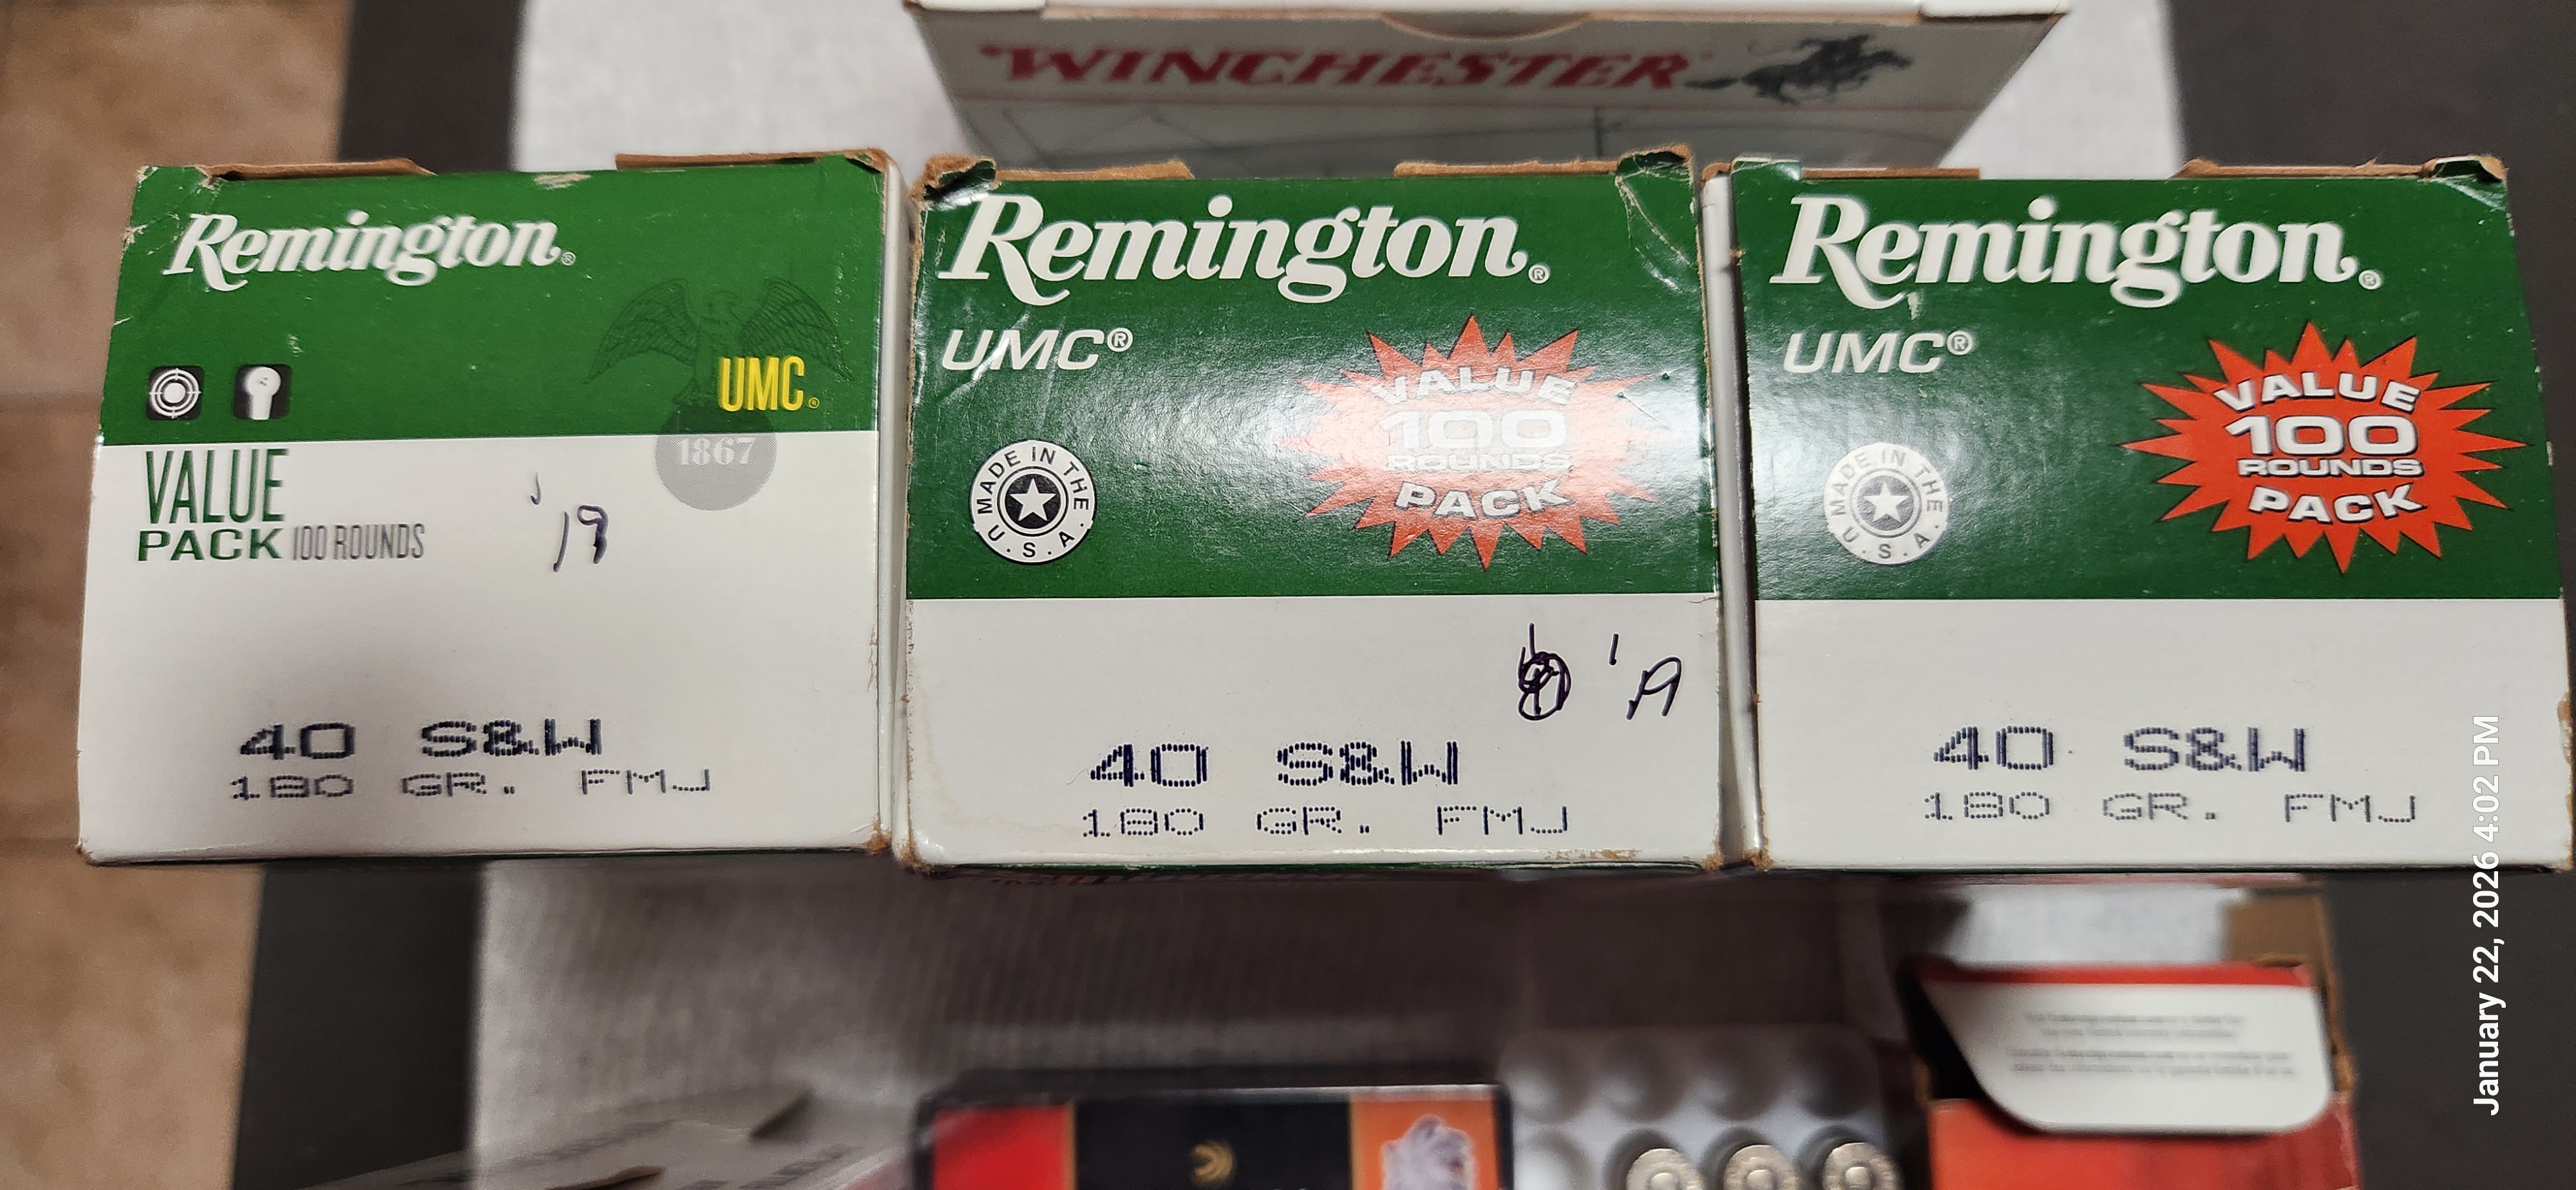 WINCHESTER
Remington®
UMC®
1867
VALUE
PACK 100 ROUNDS
'19
40 S&W
180 GR. FMJ
Remington®
UMC®
VALUE
100
ROUNDS
PACK
MADE IN THE U.S.A.
'19
40 S&W
180 GR. FMJ
Remington®
UMC®
VALUE
100
ROUNDS
PACK
MADE IN THE U.S.A.
40 S&W
180 GR. FMJ
January 22, 2026 4:02 PM